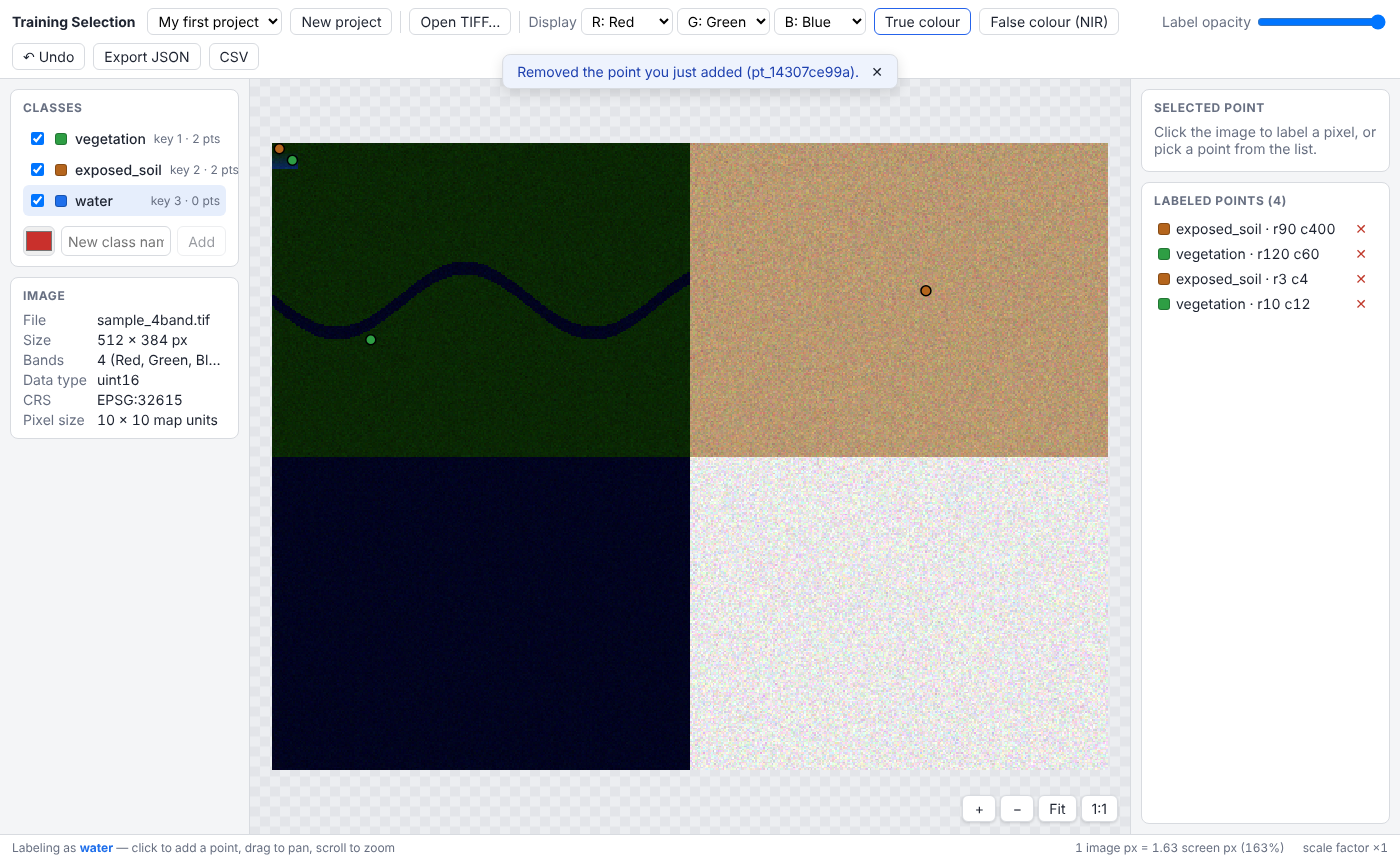 Training Selection My first project New project Open TIFF... Display R: Red G: Green B: Blue True colour False colour (NIR) Label opacity
↶ Undo Export JSON CSV
Removed the point you just added (pt_14307ce99a). ✕
CLASSES
vegetation key 1 · 2 pts
exposed_soil key 2 · 2 pts
water key 3 · 0 pts
New class nam Add
IMAGE
File sample_4band.tif
Size 512 × 384 px
Bands 4 (Red, Green, Bl...
Data type uint16
CRS EPSG:32615
Pixel size 10 × 10 map units
SELECTED POINT
Click the image to label a pixel, or
pick a point from the list.
LABELED POINTS (4)
exposed_soil · r90 c400 ✕
vegetation · r120 c60 ✕
exposed_soil · r3 c4 ✕
vegetation · r10 c12 ✕
+ − Fit 1:1
Labeling as water — click to add a point, drag to pan, scroll to zoom
1 image px = 1.63 screen px (163%) scale factor ×1